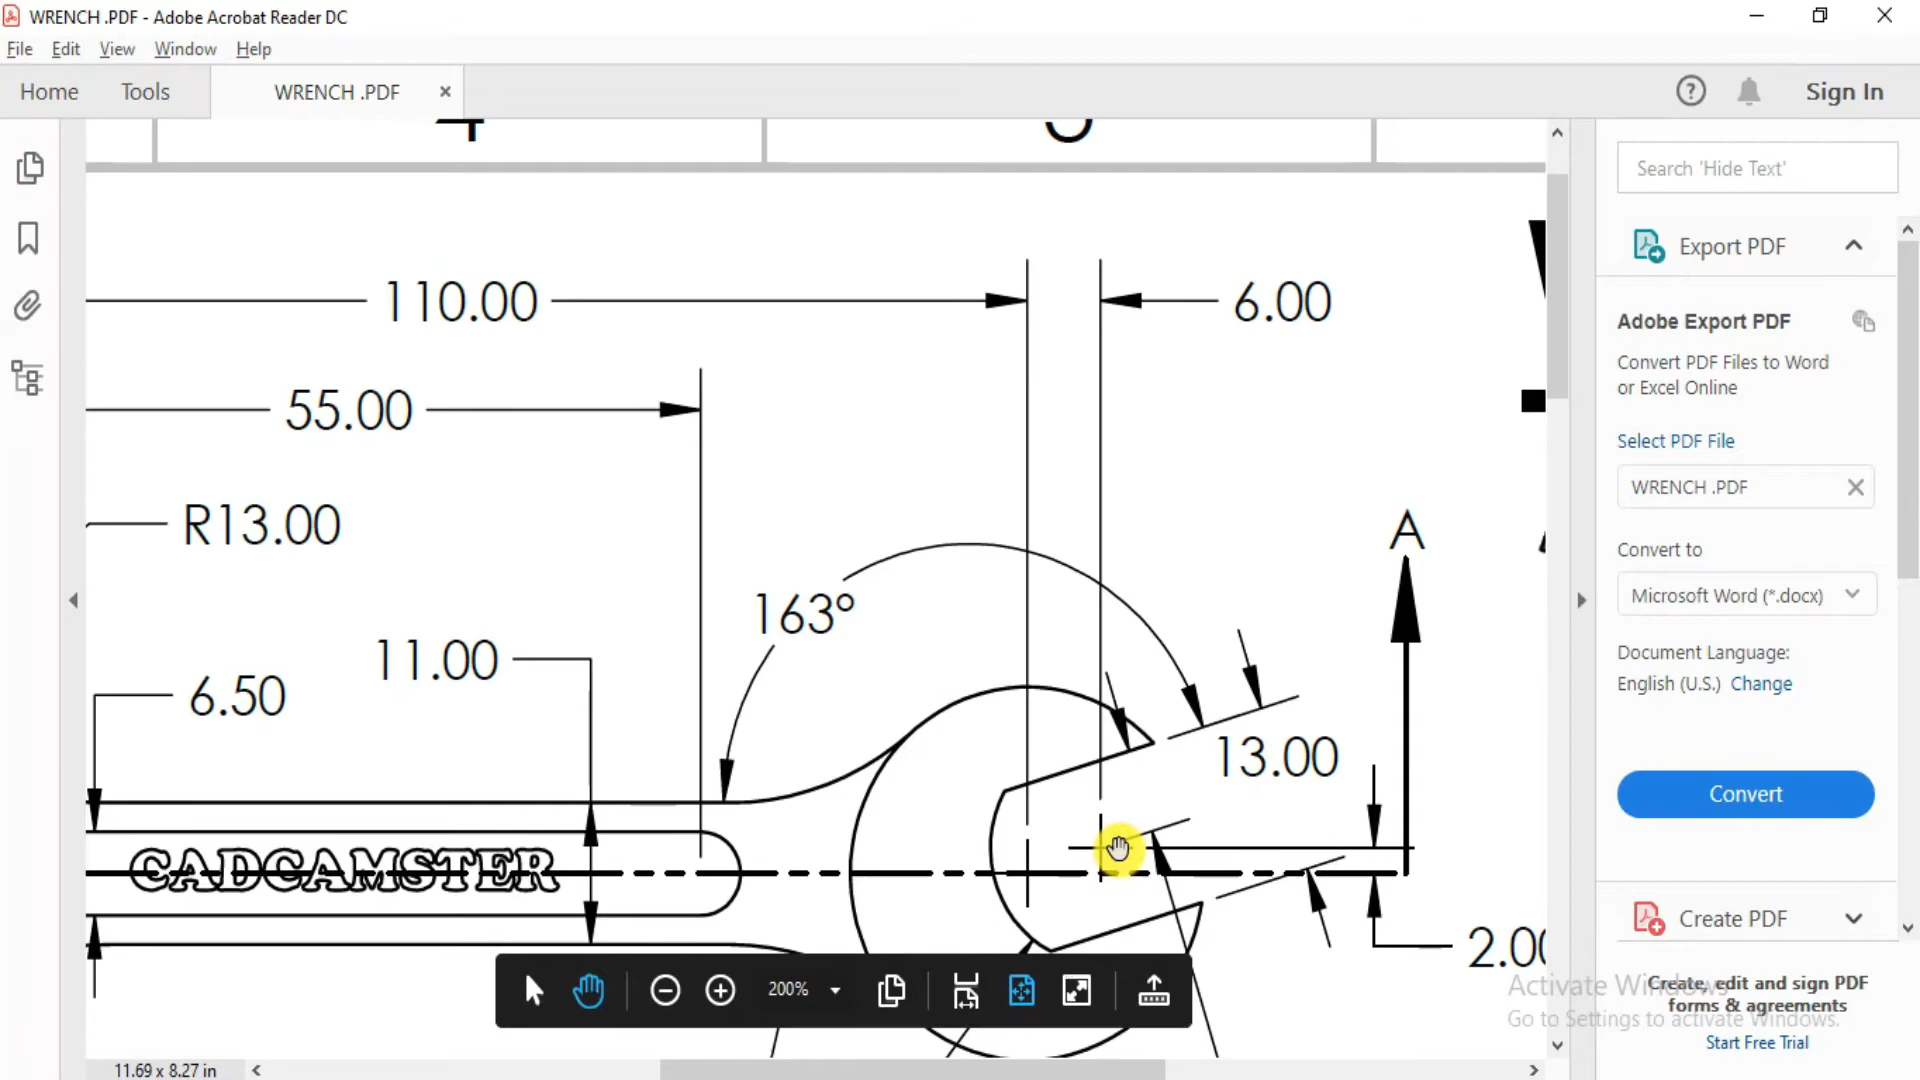 WRENCH .PDF - Adobe Acrobat Reader DC
File Edit View Window Help
Home Tools WRENCH .PDF Sign In
Search 'Hide Text'
Export PDF
Adobe Export PDF
Convert PDF Files to Word
or Excel Online
Select PDF File
WRENCH .PDF
Convert to
Microsoft Word (*.docx)
Document Language:
English (U.S.) Change
Convert
Create PDF
Create, edit and sign PDF
forms & agreements
Start Free Trial
Activate Windows
Go to Settings to activate Windows.
110.00 6.00
55.00
R13.00
A
163°
11.00
6.50
13.00
CADCAMSTER
2.00
200%
11.69 x 8.27 in